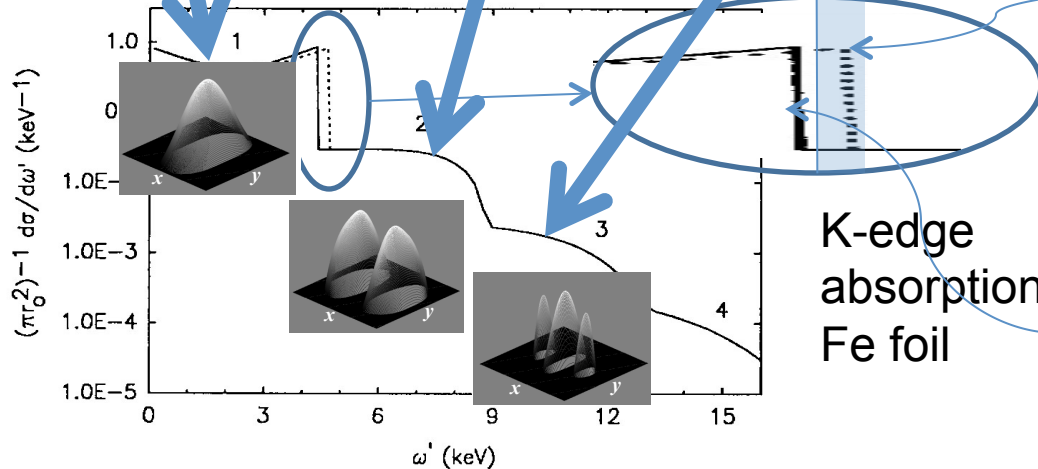 1.0
0
1.0E-
1.0E-3
1.0E-4
1.0E-5
(πr₀²)⁻¹ dσ/dω' (keV⁻¹)
1
2
3
4
x y
x y
x y
0 3 6 9 12 15
ω' (keV)
K-edge
absorption
Fe foil